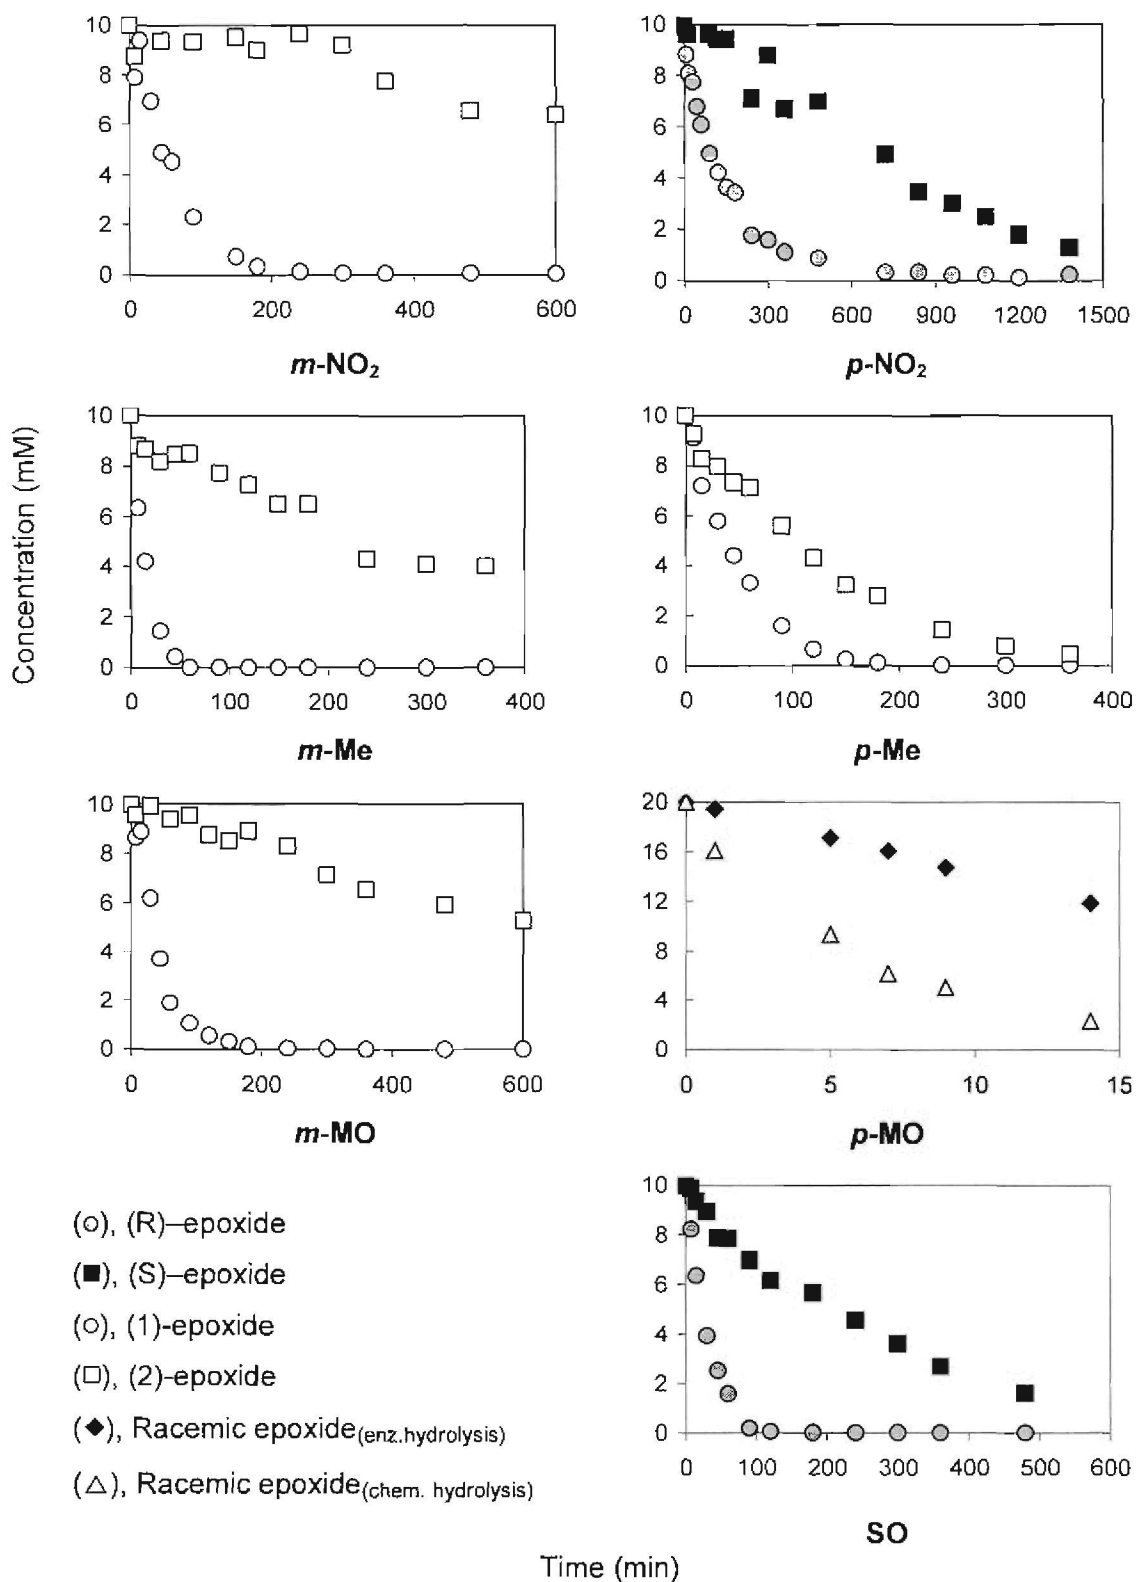 Concentration (mM)
10
8
6
4
2
0
0 200 400 600
m-NO₂
10
8
6
4
2
0
0 300 600 900 1200 1500
p-NO₂
10
8
6
4
2
0
0 100 200 300 400
m-Me
10
8
6
4
2
0
0 100 200 300 400
p-Me
10
8
6
4
2
0
0 200 400 600
m-MO
20
16
12
8
4
0
0 5 10 15
p-MO
10
8
6
4
2
0
0 100 200 300 400 500 600
SO
(○), (R)–epoxide
(■), (S)–epoxide
(○), (1)-epoxide
(□), (2)-epoxide
(◆), Racemic epoxide(enz.hydrolysis)
(△), Racemic epoxide(chem. hydrolysis)
Time (min)